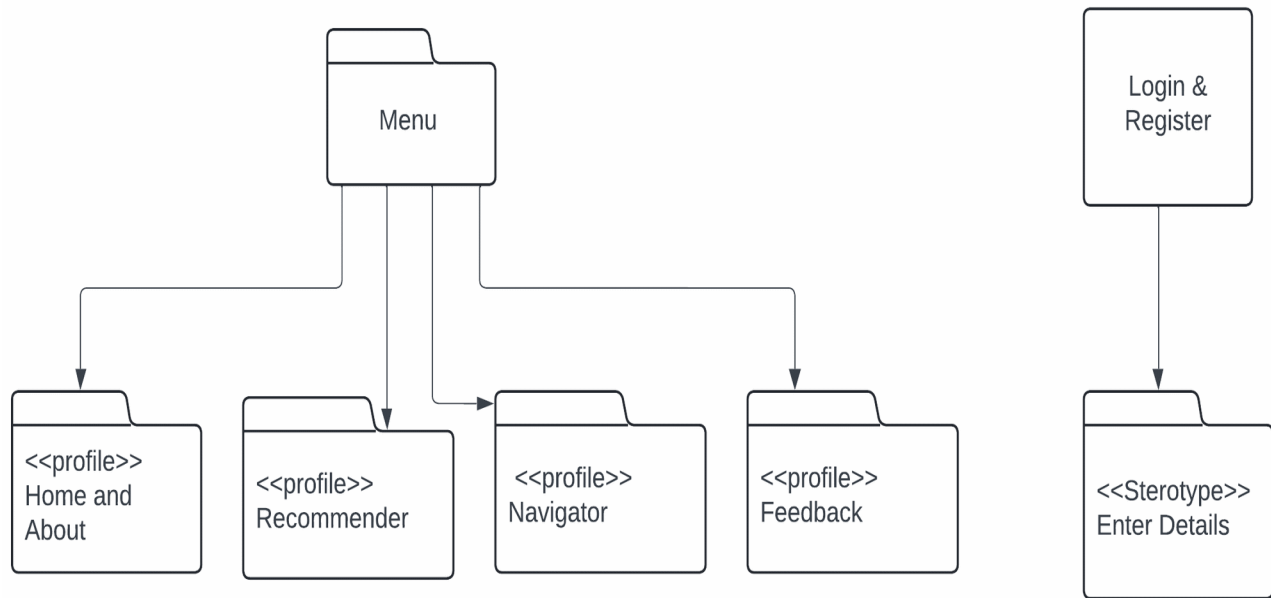 Menu
Login &
Register
<<profile>>
Home and
About
<<profile>>
Recommender
<<profile>>
Navigator
<<profile>>
Feedback
<<Sterotype>>
Enter Details